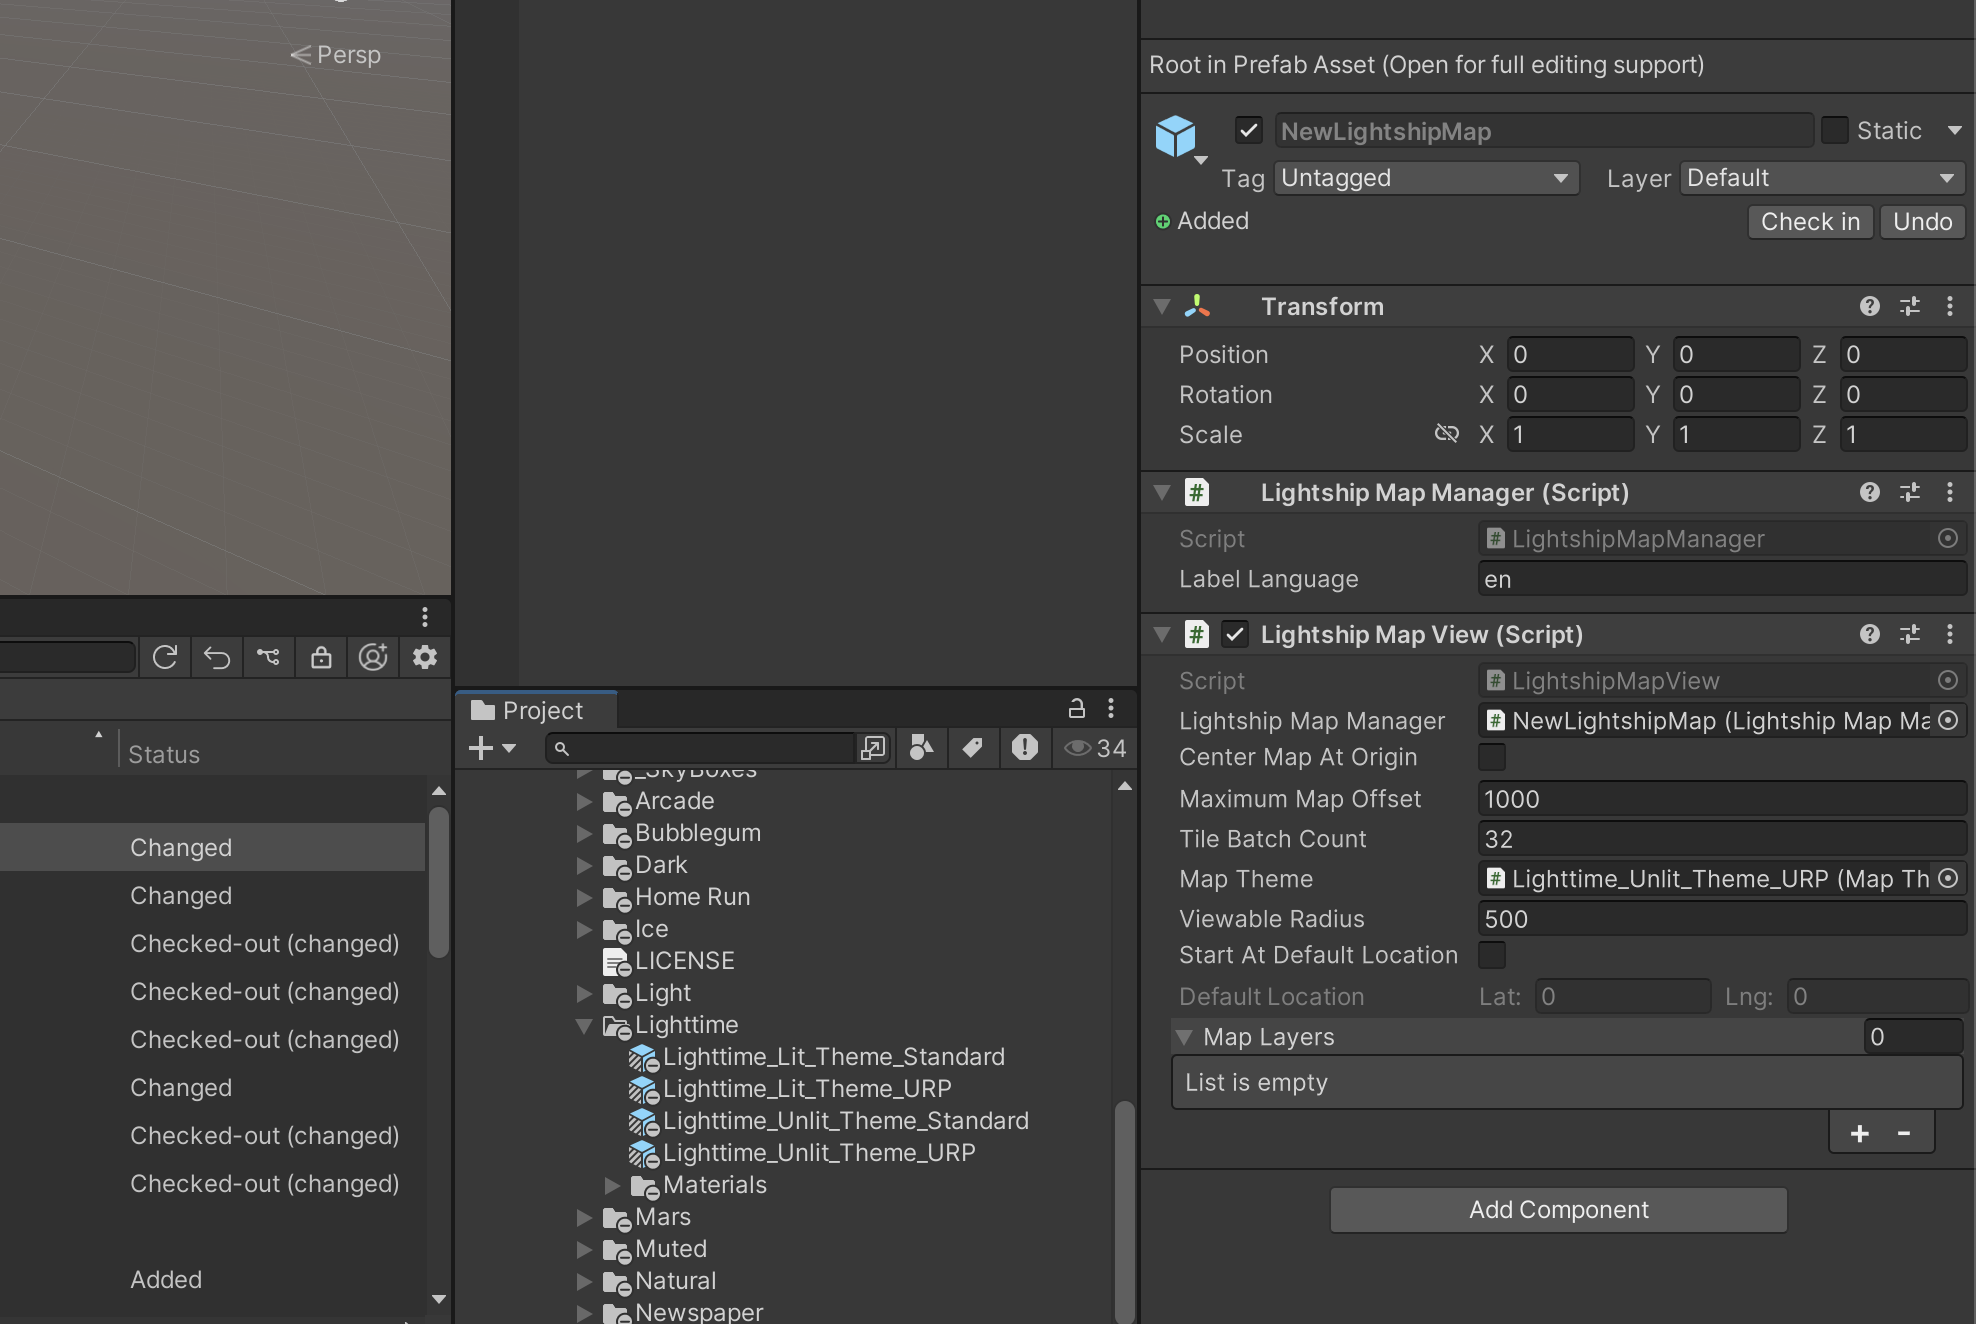 Persp
Status
Changed
Changed
Checked-out (changed)
Checked-out (changed)
Checked-out (changed)
Changed
Checked-out (changed)
Checked-out (changed)
Added
Project
34
_SkyBoxes
Arcade
Bubblegum
Dark
Home Run
Ice
LICENSE
Light
Lighttime
Lighttime_Lit_Theme_Standard
Lighttime_Lit_Theme_URP
Lighttime_Unlit_Theme_Standard
Lighttime_Unlit_Theme_URP
Materials
Mars
Muted
Natural
Newspaper
Root in Prefab Asset (Open for full editing support)
NewLightshipMap Static
Tag Untagged Layer Default
Added Check in Undo
Transform
Position X 0 Y 0 Z 0
Rotation X 0 Y 0 Z 0
Scale X 1 Y 1 Z 1
# Lightship Map Manager (Script)
Script # LightshipMapManager
Label Language en
# Lightship Map View (Script)
Script # LightshipMapView
Lightship Map Manager # NewLightshipMap (Lightship Map Ma
Center Map At Origin
Maximum Map Offset 1000
Tile Batch Count 32
Map Theme # Lighttime_Unlit_Theme_URP (Map Th
Viewable Radius 500
Start At Default Location
Default Location Lat: 0 Lng: 0
Map Layers 0
List is empty
+ -
Add Component